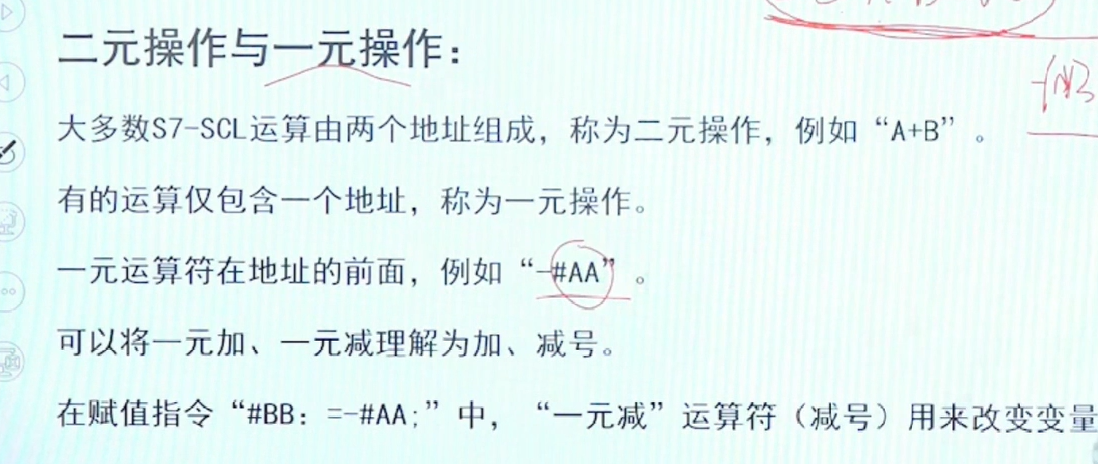 二元操作与一元操作：
大多数S7-SCL运算由两个地址组成，称为二元操作，例如“A+B”。
有的运算仅包含一个地址，称为一元操作。
一元运算符在地址的前面，例如“-#AA”。
可以将一元加、一元减理解为加、减号。
在赋值指令“#BB：=-#AA;”中，“一元减”运算符（减号）用来改变变量